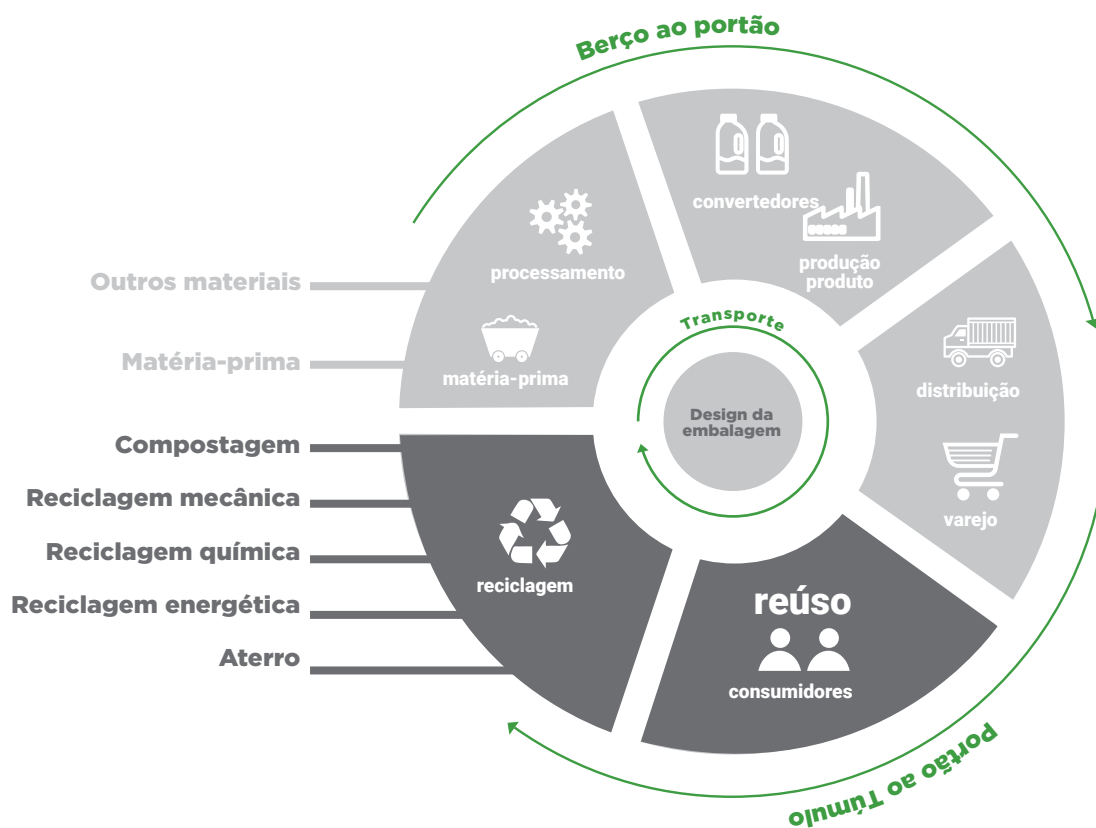 Berço ao portão
convertedores
produção
produto
processamento
matéria-prima
Outros materiais
Matéria-prima
Transporte
Design da
embalagem
distribuição
varejo
Compostagem
Reciclagem mecânica
Reciclagem química
Reciclagem energética
Aterro
reciclagem
reúso
consumidores
Portão ao Túmulo